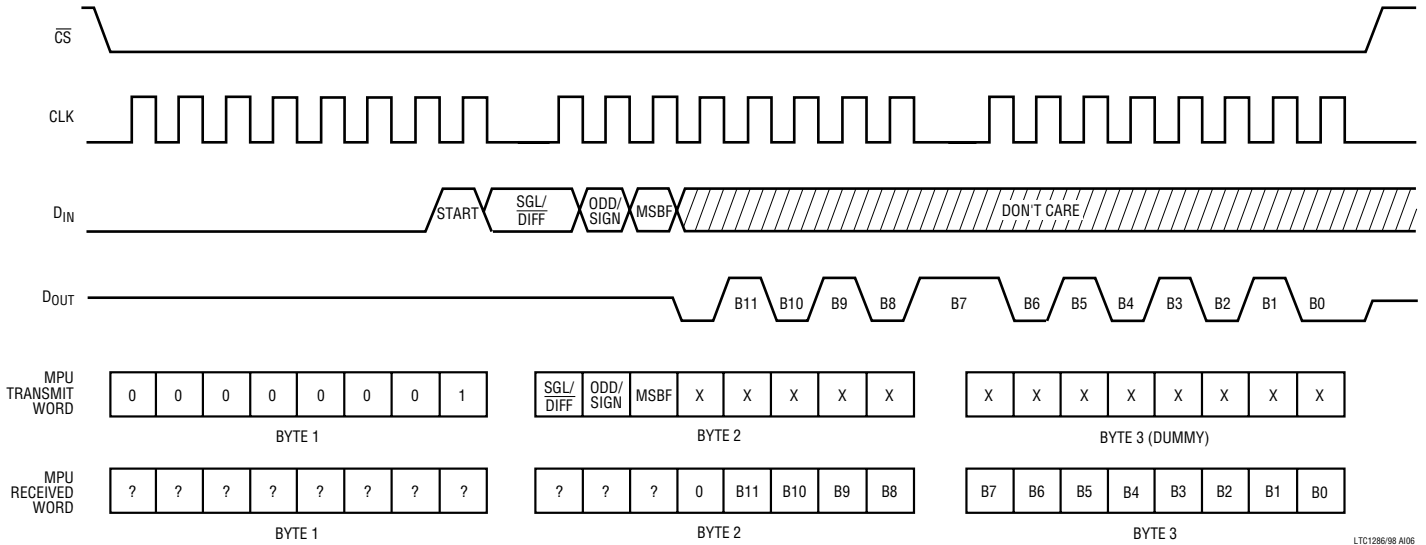 CS
CLK
DIN
START SGL/DIFF ODD/SIGN MSBF DON'T CARE
DOUT
B11 B10 B9 B8 B7 B6 B5 B4 B3 B2 B1 B0
MPU TRANSMIT WORD
0 0 0 0 0 0 0 1
SGL/DIFF ODD/SIGN MSBF X X X X X
X X X X X X X X
BYTE 1
BYTE 2
BYTE 3 (DUMMY)
MPU RECEIVED WORD
? ? ? ? ? ? ? ?
? ? ? 0 B11 B10 B9 B8
B7 B6 B5 B4 B3 B2 B1 B0
BYTE 1
BYTE 2
BYTE 3
LTC1286/98 AI06